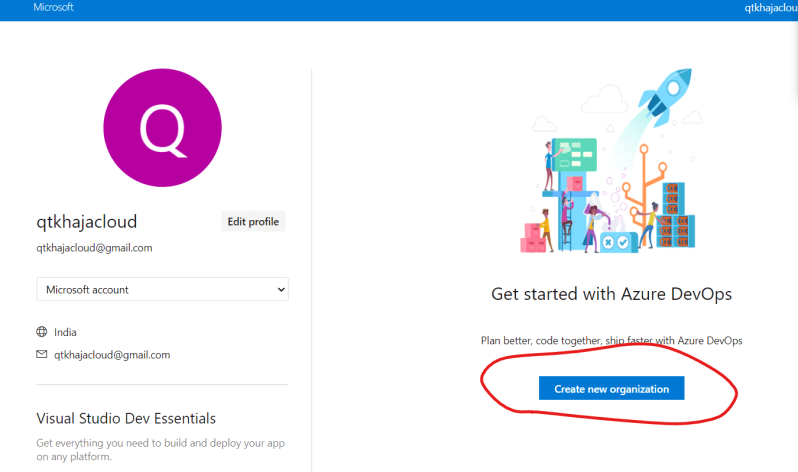 Microsoft
qtkhajaclou
Q
qtkhajacloud
Edit profile
qtkhajacloud@gmail.com
Microsoft account
India
qtkhajacloud@gmail.com
Visual Studio Dev Essentials
Get everything you need to build and deploy your app
on any platform.
Get started with Azure DevOps
Plan better, code together, ship faster with Azure DevOps
Create new organization